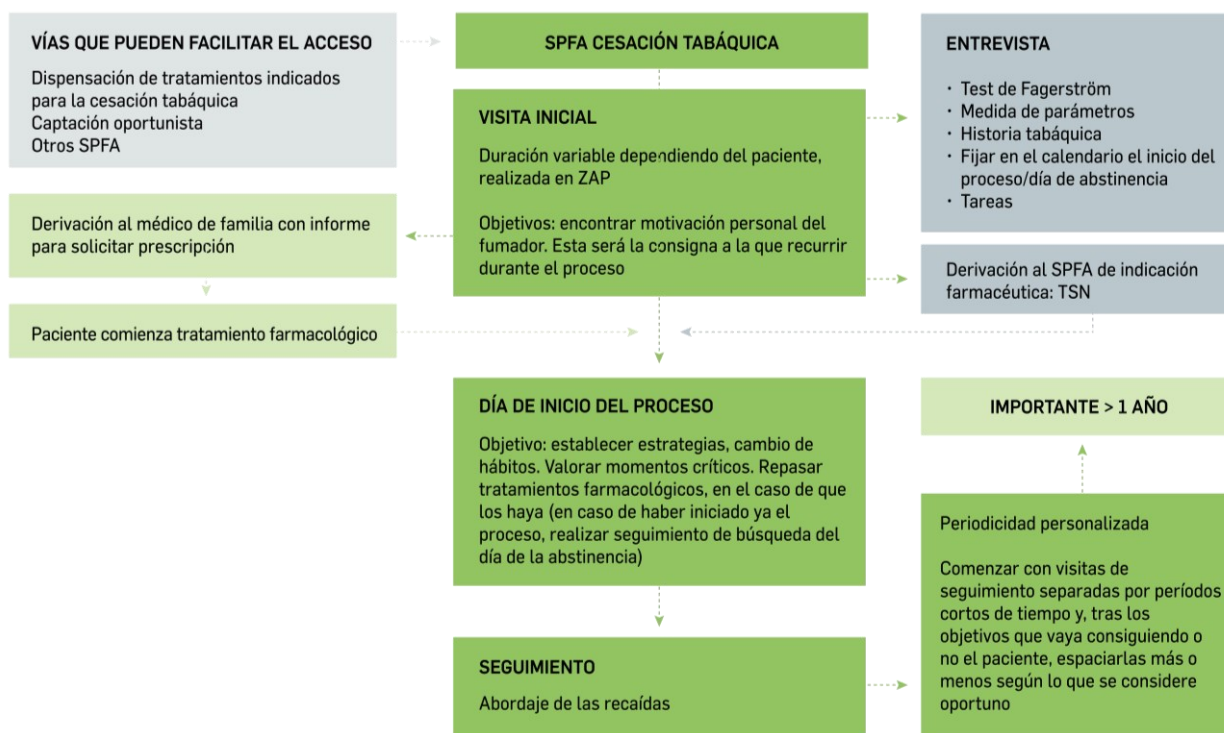 VÍAS QUE PUEDEN FACILITAR EL ACCESO
Dispensación de tratamientos indicados
para la cesación tabáquica
Captación oportunista
Otros SPFA
SPFA CESACIÓN TABÁQUICA
VISITA INICIAL
Duración variable dependiendo del paciente,
realizada en ZAP
Objetivos: encontrar motivación personal del
fumador. Esta será la consigna a la que recurrir
durante el proceso
ENTREVISTA
· Test de Fagerström
· Medida de parámetros
· Historia tabáquica
· Fijar en el calendario el inicio del
proceso/día de abstinencia
· Tareas
Derivación al médico de familia con informe
para solicitar prescripción
Derivación al SPFA de indicación
farmacéutica: TSN
Paciente comienza tratamiento farmacológico
DÍA DE INICIO DEL PROCESO
Objetivo: establecer estrategias, cambio de
hábitos. Valorar momentos críticos. Repasar
tratamientos farmacológicos, en el caso de que
los haya (en caso de haber iniciado ya el
proceso, realizar seguimiento de búsqueda del
día de la abstinencia)
SEGUIMIENTO
Abordaje de las recaídas
IMPORTANTE > 1 AÑO
Periodicidad personalizada
Comenzar con visitas de
seguimiento separadas por períodos
cortos de tiempo y, tras los
objetivos que vaya consiguiendo o
no el paciente, espaciarlas más o
menos según lo que se considere
oportuno